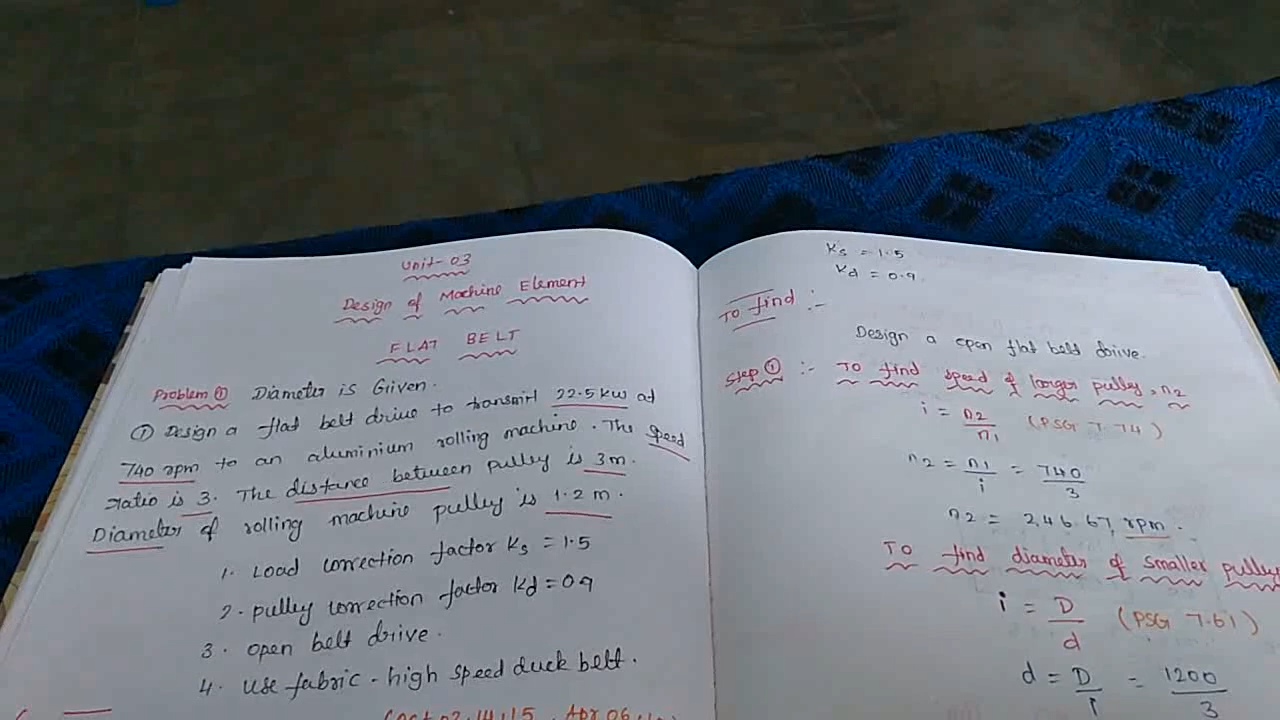 Unit-03
Design of Machine Element
FLAT BELT
Problem ① Diameter is Given.
① Design a flat belt drive to transmit 22.5kw at
740 rpm to an aluminium rolling machine. The speed
ratio is 3. The distance between pulley is 3m.
Diameter of rolling machine pulley is 1.2 m.
1. Load correction factor Ks = 1.5
2. pulley correction factor Kd = 0.9
3. open belt drive.
4. Use fabric - high speed duck belt.
Ks = 1.5
Kd = 0.9
To find :-
Design a open flat belt drive.
Step ① :- To find speed of larger pully, n2
i = n2/n1 (PSG 7.74)
n2 = n1/i = 740/3
n2 = 246.67 rpm.
To find diameter of smaller pulley
i = D/d (PSG 7.61)
d = D/i = 1200/3